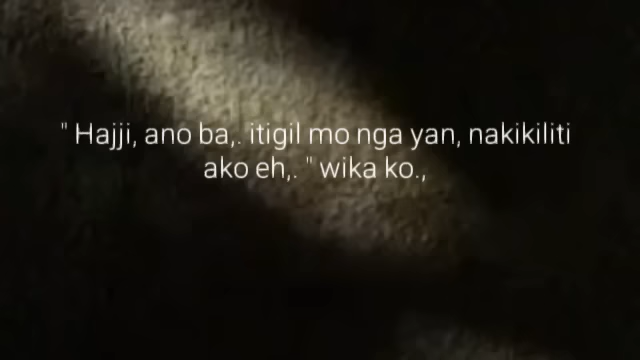 " Hajji, ano ba,. itigil mo nga yan, nakikiliti
ako eh,. " wika ko.,